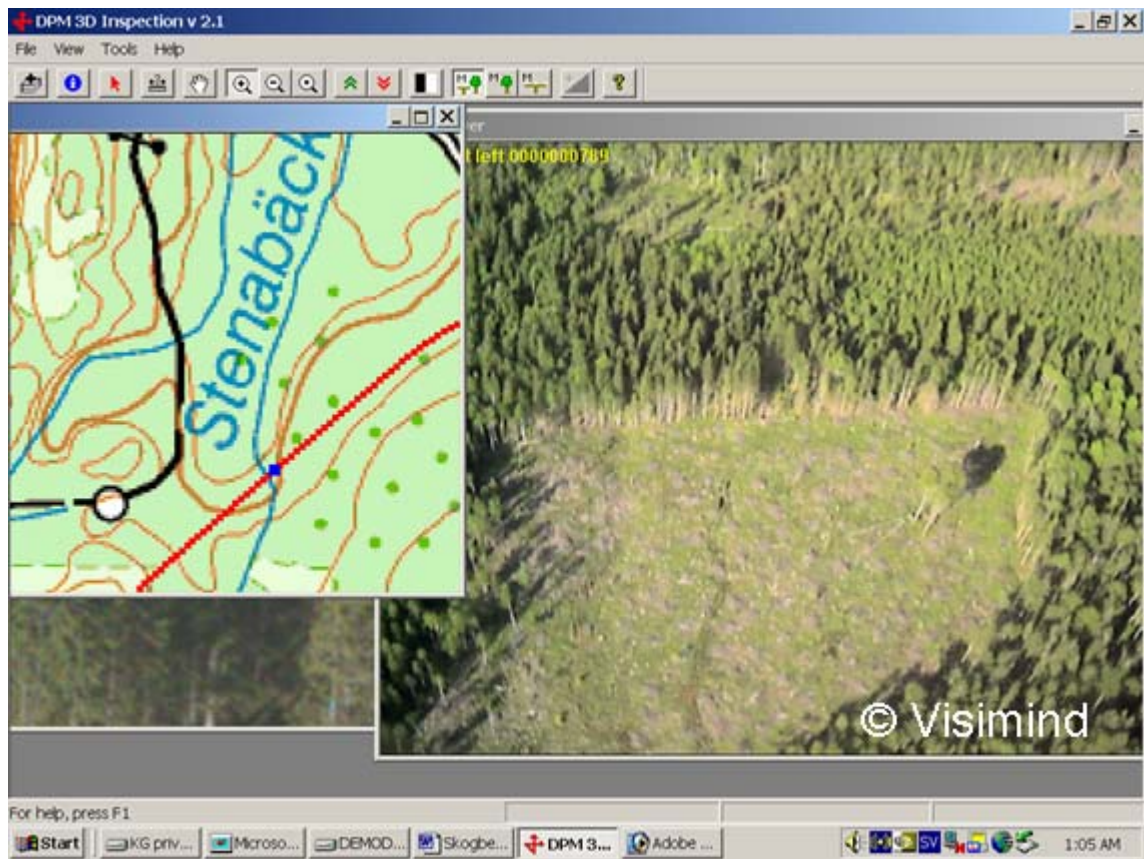 DPM 3D Inspection v 2.1
File View Tools Help
M M M ?
er
t left 0000000789
Stenabäck
© Visimind
For help, press F1
Start KG priv... Microso... DEMOD... Skogbe... DPM 3... Adobe ... SV 1:05 AM